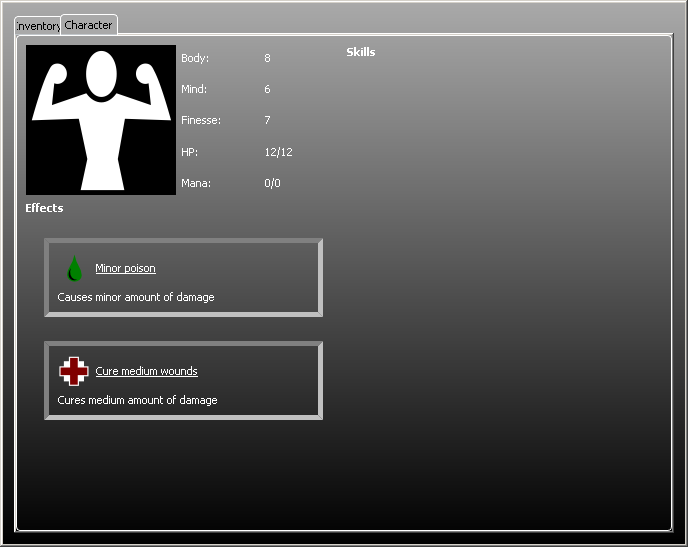 Inventory Character
Skills
Body: 8
Mind: 6
Finesse: 7
HP: 12/12
Mana: 0/0
Effects
Minor poison
Causes minor amount of damage
Cure medium wounds
Cures medium amount of damage